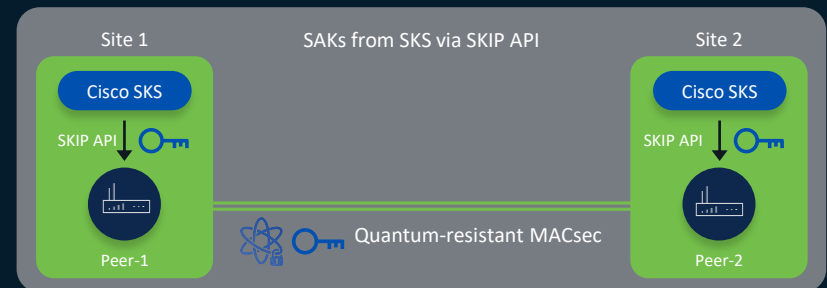 Site 1
SAKs from SKS via SKIP API
Site 2
Cisco SKS
Cisco SKS
SKIP API
SKIP API
Quantum-resistant MACsec
Peer-1
Peer-2